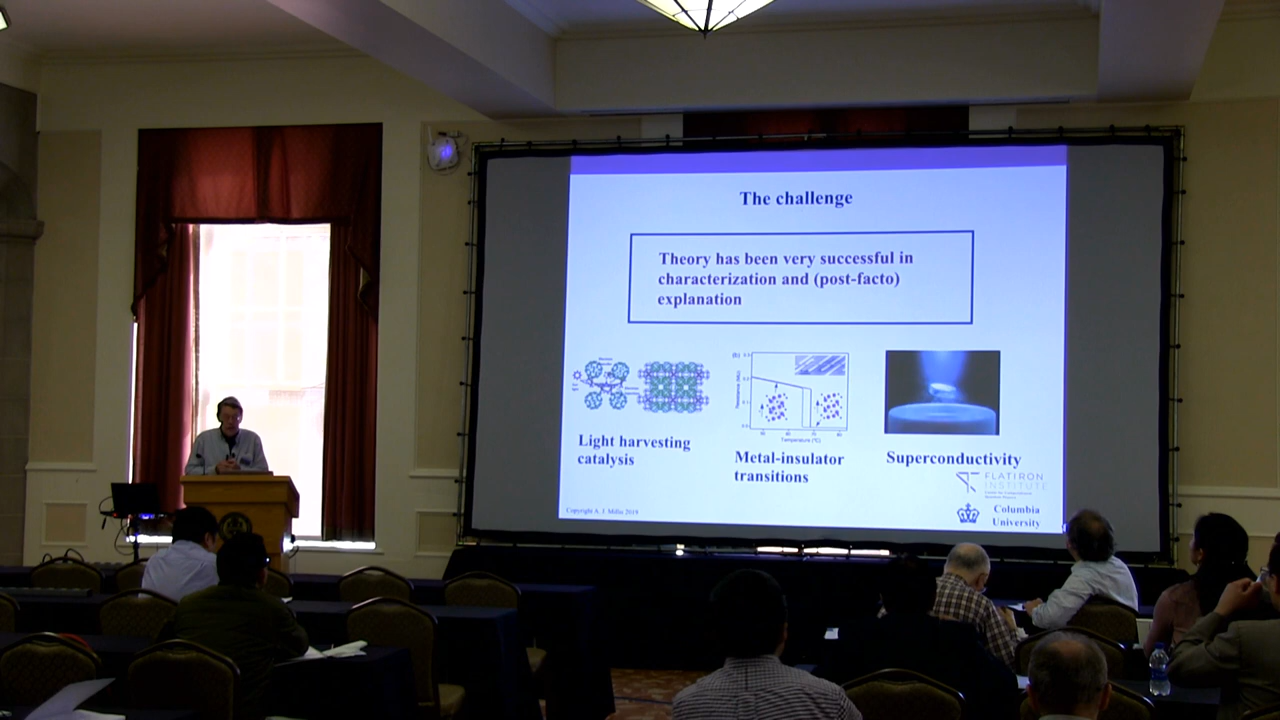 The challenge
Theory has been very successful in
characterization and (post-facto)
explanation
Light harvesting
catalysis
Metal-insulator
transitions
Superconductivity
Temperature (°C)
FLATIRON
INSTITUTE
Columbia
University
Copyright A. J. Millis 2019